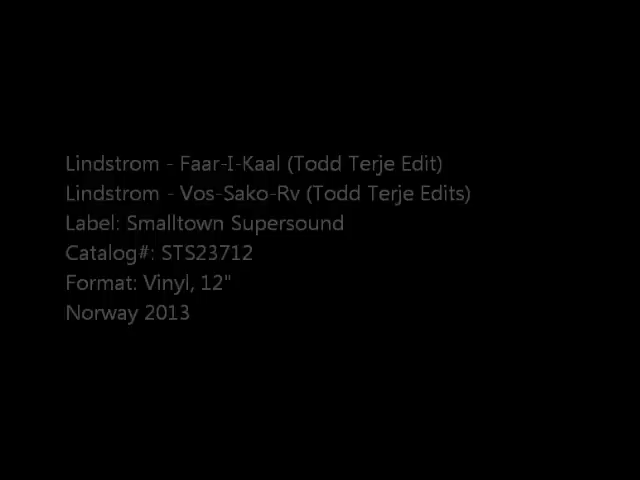 Lindstrom - Faar-I-Kaal (Todd Terje Edit)
Lindstrom - Vos-Sako-Rv (Todd Terje Edits)
Label: Smalltown Supersound
Catalog#: STS23712
Format: Vinyl, 12"
Norway 2013